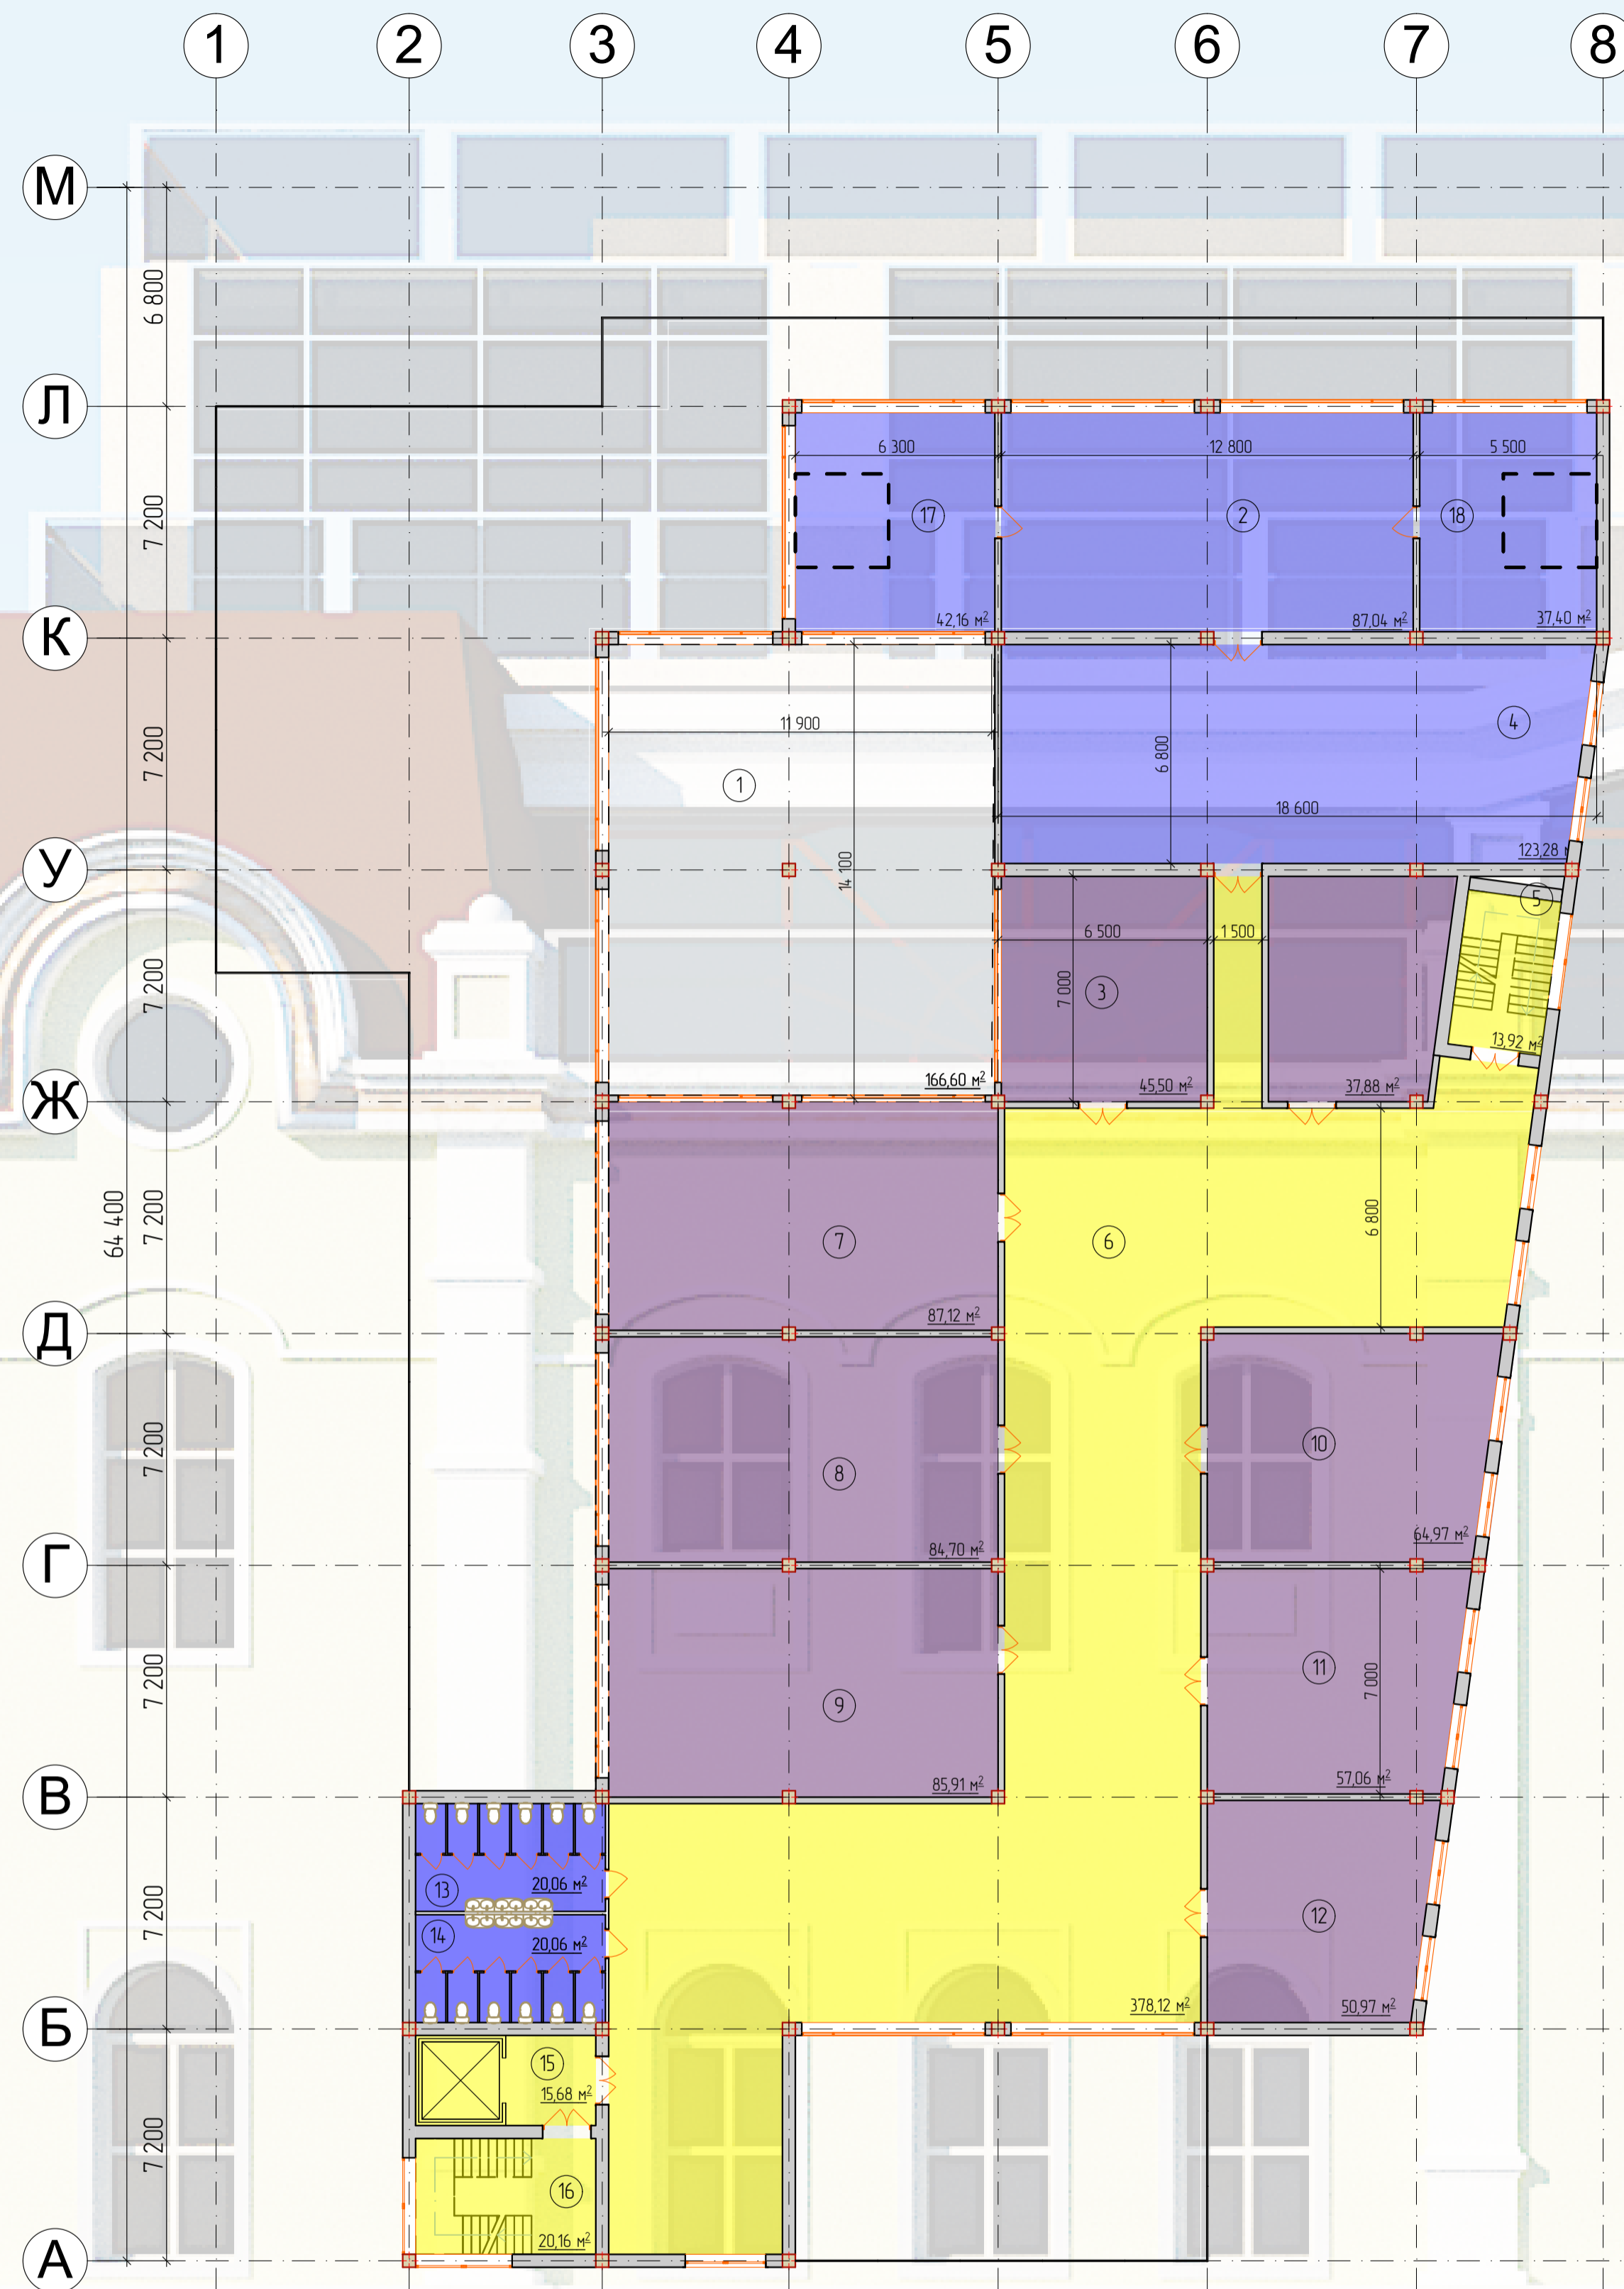 1 2 3 4 5 6 7 8
М
6 800
Л
6 300 12 800 5 500
7 200
17 2 18
42,16 м² 87,04 м² 37,40 м²
К
11 900
4
7 200
6 800
1
18 600
123,28
У
14 100
5
6 500 1 500
7 200
7 000
3
13,92 м²
166,60 м² 45,50 м² 37,88 м²
Ж
64 400
7 200
6 800
7 6
87,12 м²
Д
7 200
10
8
64,97 м²
84,70 м²
Г
7 200
11
7 000
9
85,91 м² 57,06 м²
В
13 20,06 м²
7 200
12
14 20,06 м²
378,12 м² 50,97 м²
Б
15
15,68 м²
7 200
16
20,16 м²
А